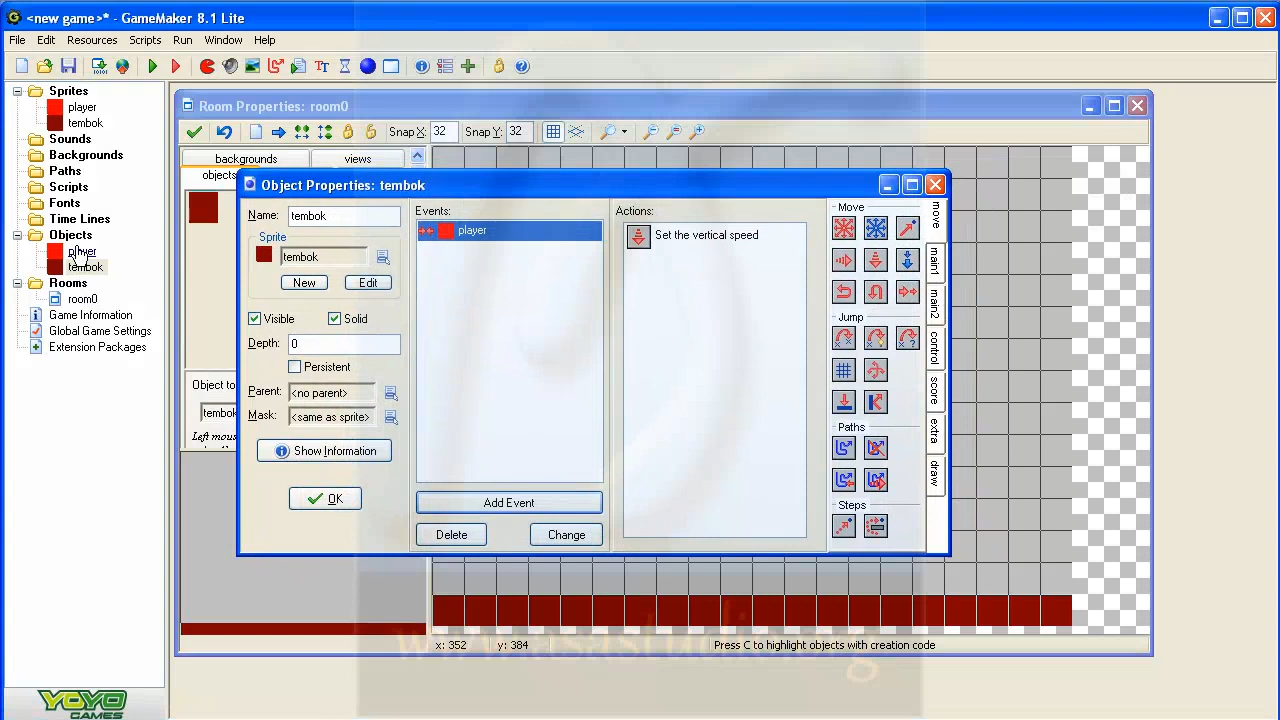 <new game>* - GameMaker 8.1 Lite
File Edit Resources Scripts Run Window Help
Sprites
player
tembok
Sounds
Backgrounds
Paths
Scripts
Fonts
Time Lines
Objects
player
tembok
Rooms
room0
Game Information
Global Game Settings
Extension Packages
YOYO
GAMES
Room Properties: room0
Snap X: 32 Snap Y: 32
backgrounds views
objects
Object to
tembok
Left mous
x: 352 y: 384 Press C to highlight objects with creation code
Object Properties: tembok
Name: tembok
Sprite
tembok
New Edit
Visible Solid
Depth: 0
Persistent
Parent: <no parent>
Mask: <same as sprite>
Show Information
OK
Events:
player
Add Event
Delete Change
Actions:
Set the vertical speed
Move
Jump
Paths
Steps
move
main1
main2
control
score
extra
draw